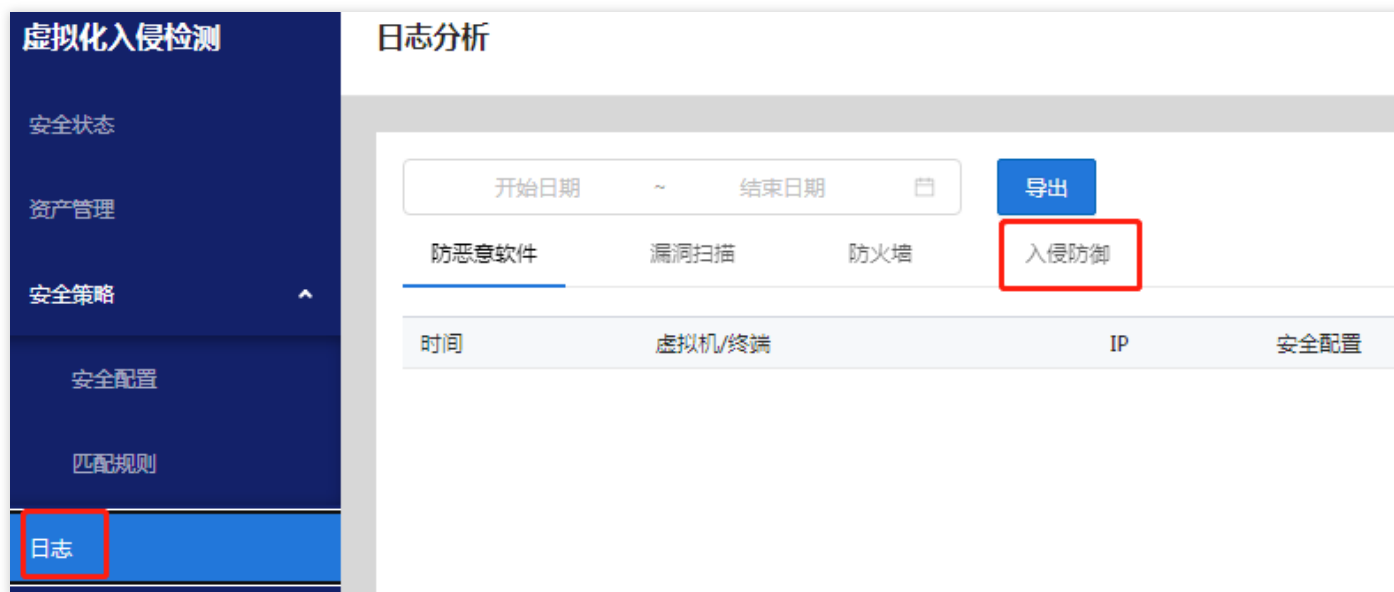 虚拟化入侵检测
安全状态
资产管理
安全策略
安全配置
匹配规则
日志
日志分析
开始日期 ~ 结束日期 导出
防恶意软件 漏洞扫描 防火墙 入侵防御
时间 虚拟机/终端 IP 安全配置